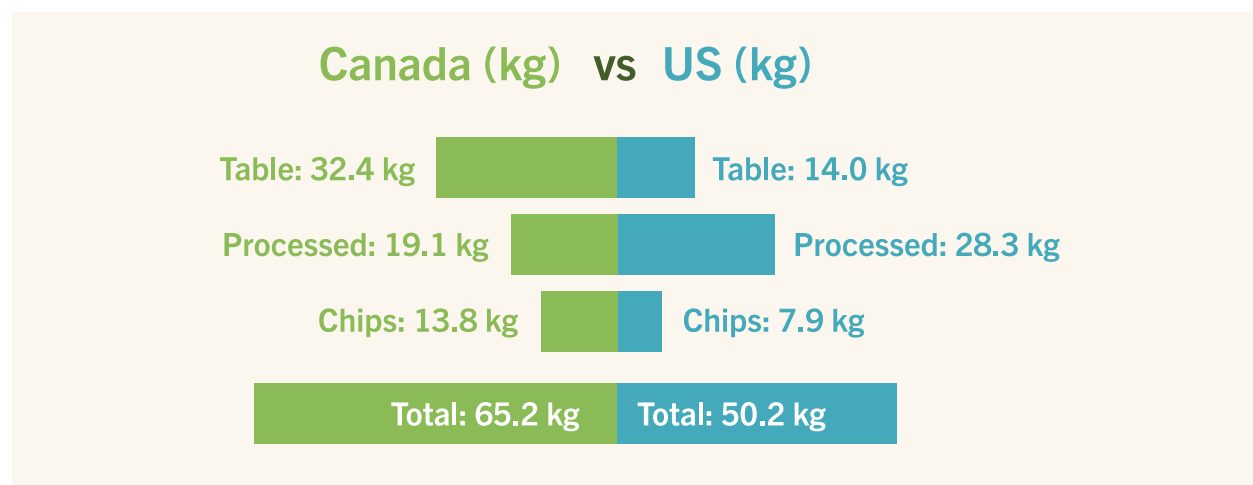 Canada (kg) vs US (kg)
Table: 32.4 kg Table: 14.0 kg
Processed: 19.1 kg Processed: 28.3 kg
Chips: 13.8 kg Chips: 7.9 kg
Total: 65.2 kg Total: 50.2 kg